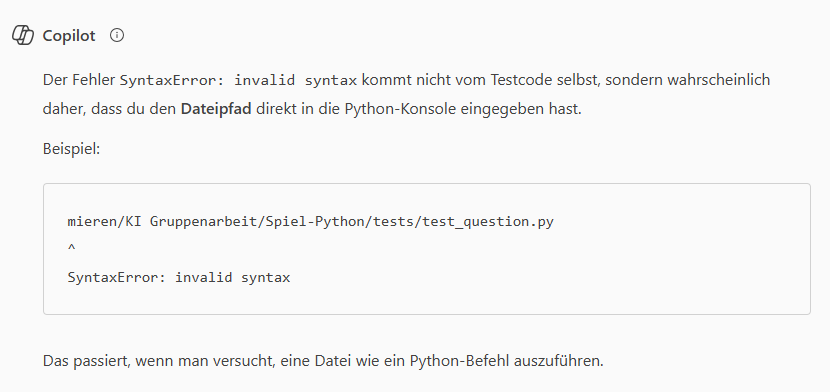 Copilot
Der Fehler SyntaxError: invalid syntax kommt nicht vom Testcode selbst, sondern wahrscheinlich
daher, dass du den Dateipfad direkt in die Python-Konsole eingegeben hast.
Beispiel:
mieren/KI Gruppenarbeit/Spiel-Python/tests/test_question.py
^
SyntaxError: invalid syntax
Das passiert, wenn man versucht, eine Datei wie ein Python-Befehl auszuführen.